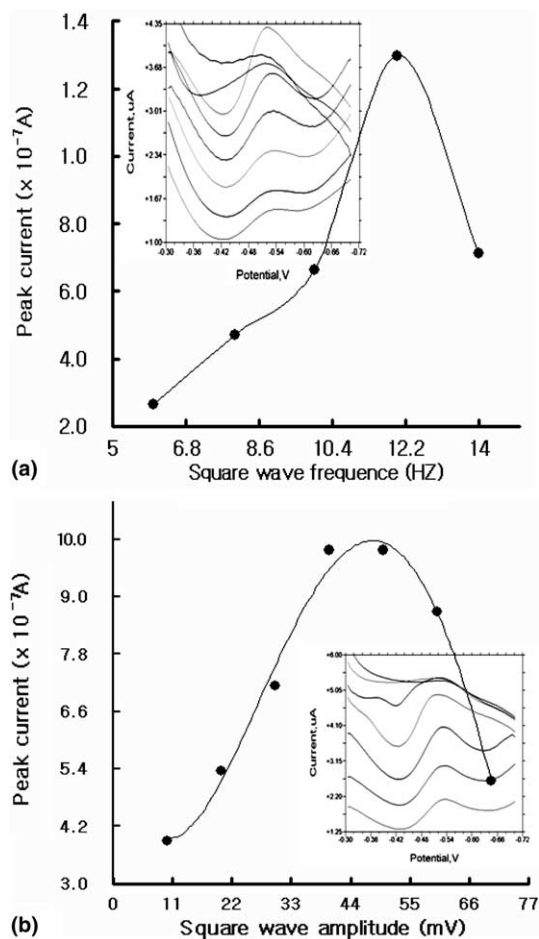 1.4
1.2
1.0
8.0
6.0
4.0
2.0
Peak current (x 10⁻⁷A)
5 6.8 8.6 10.4 12.2 14
Square wave frequence (HZ)
(a)
+4.35
+3.68
+3.01
+2.34
+1.67
+1.00
Current,uA
-0.30 -0.36 -0.42 -0.48 -0.54 -0.60 -0.66 -0.72
Potential,V
10.0
9.0
7.8
6.6
5.4
4.2
3.0
Peak current (x 10⁻⁷A)
0 11 22 33 44 55 66 77
Square wave amplitude (mV)
(b)
+6.00
+5.05
+4.10
+3.15
+2.20
+1.25
Current,uA
-0.30 -0.36 -0.42 -0.48 -0.54 -0.60 -0.66 -0.72
Potential,V